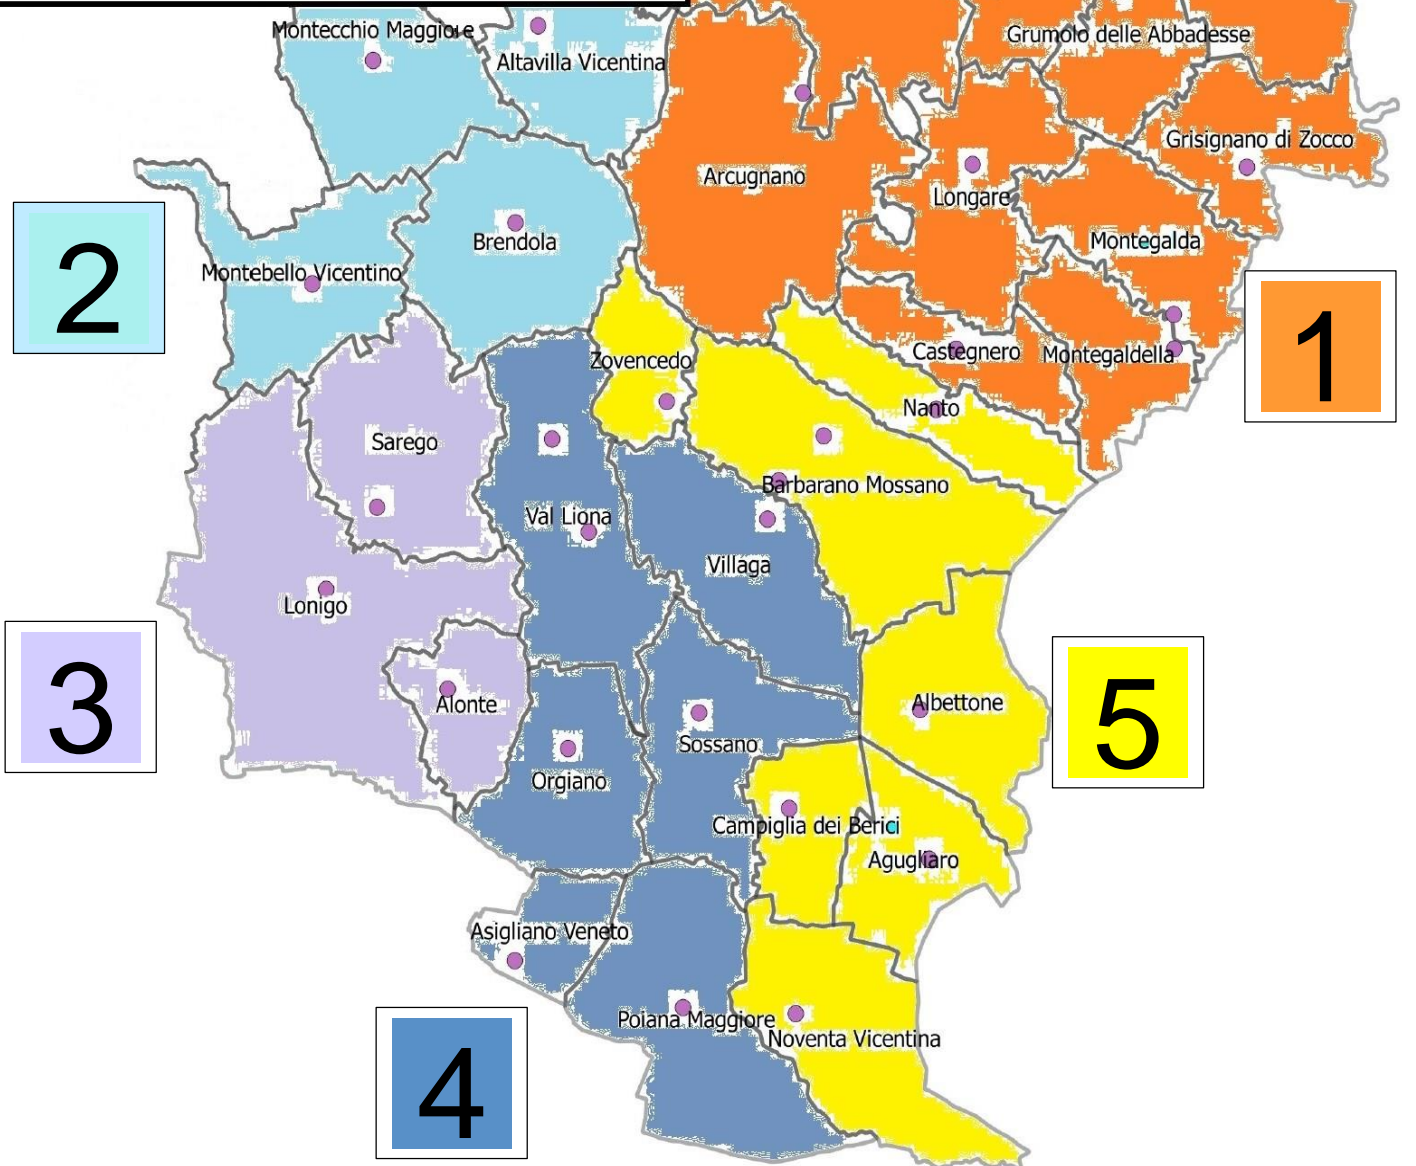 Montecchio Maggiore
Altavilla Vicentina
Grumolo delle Abbadesse
Grisignano di Zocco
Arcugnano
Longare
Brendola
Montegalda
2
Montebello Vicentino
1
Castegnero
Montegaldella
Zovencedo
Nanto
Sarego
Barbarano Mossano
Val Liona
Villaga
Lonigo
3
Alonte
Albettone
5
Sossano
Orgiano
Campiglia dei Berici
Agugliaro
Asigliano Veneto
Poiana Maggiore
Noventa Vicentina
4